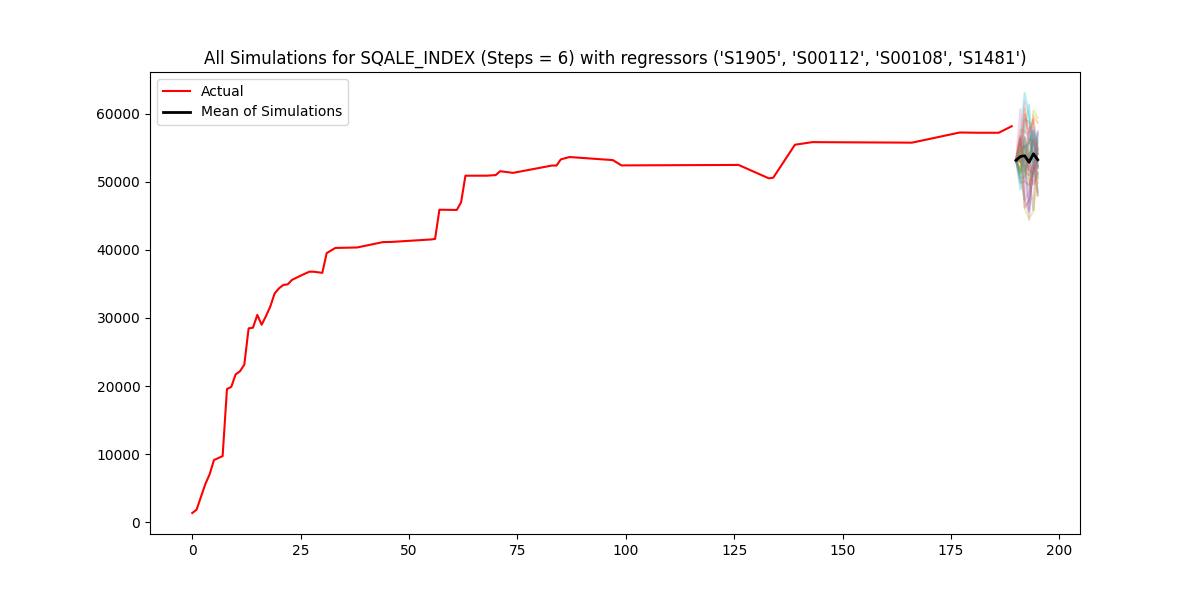 All Simulations for SQALE_INDEX (Steps = 6) with regressors ('S1905', 'S00112', 'S00108', 'S1481')
Actual
Mean of Simulations
60000
50000
40000
30000
20000
10000
0
0 25 50 75 100 125 150 175 200